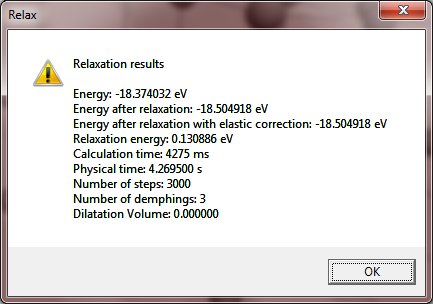 Relax
Relaxation results
Energy: -18.374032 eV
Energy after relaxation: -18.504918 eV
Energy after relaxation with elastic correction: -18.504918 eV
Relaxation energy: 0.130886 eV
Calculation time: 4275 ms
Physical time: 4.269500 s
Number of steps: 3000
Number of demphings: 3
Dilatation Volume: 0.000000
OK